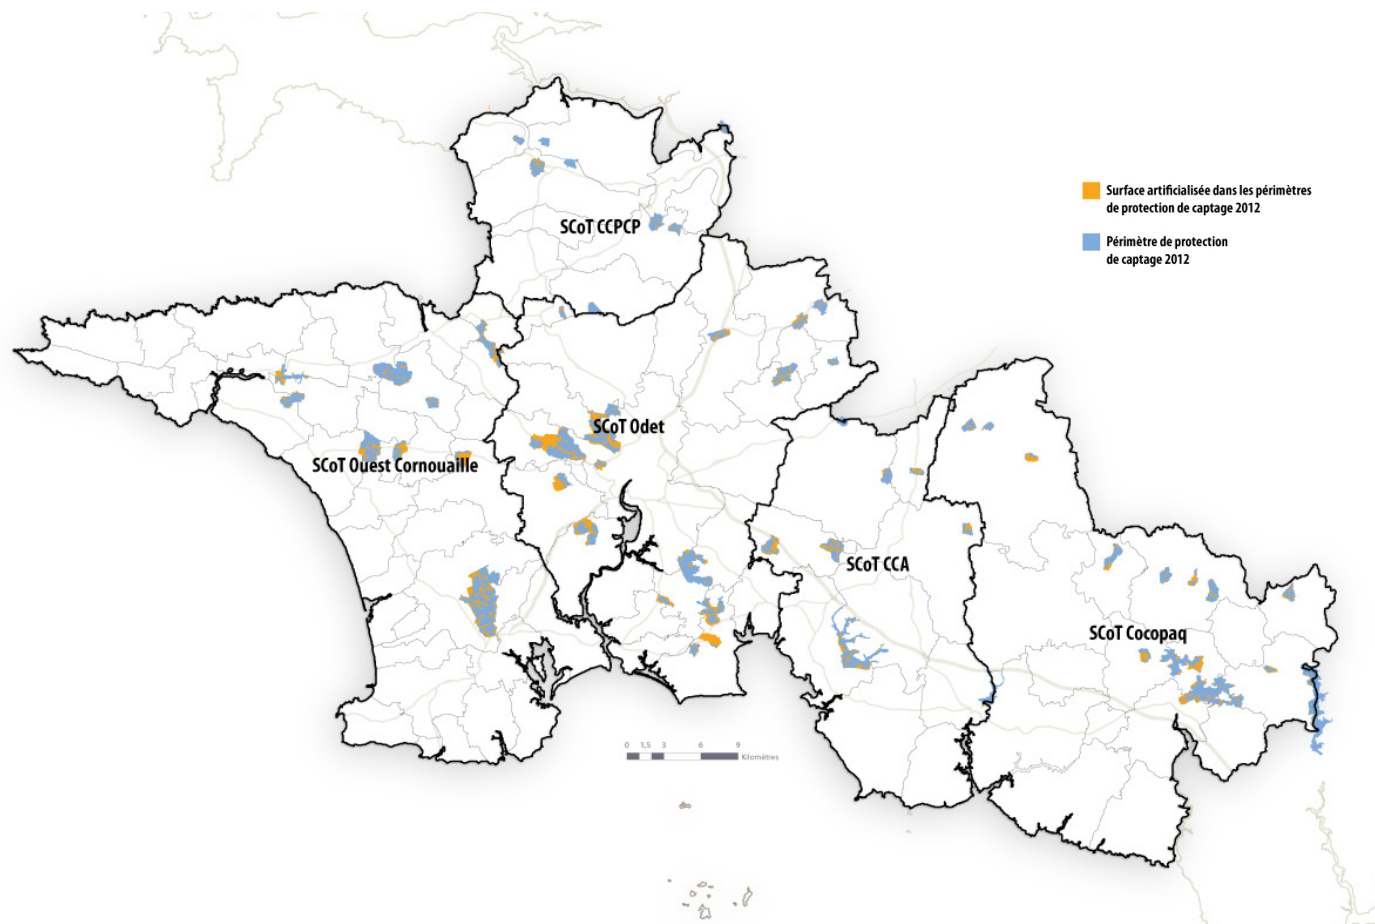 Surface artificialisée dans les périmètres
de protection de captage 2012
Périmètre de protection
de captage 2012
SCoT CCPCP
SCoT Odet
SCoT Ouest Cornouaille
SCoT CCA
SCoT Cocopaq
0 1,5 3 6 9
Kilomètres